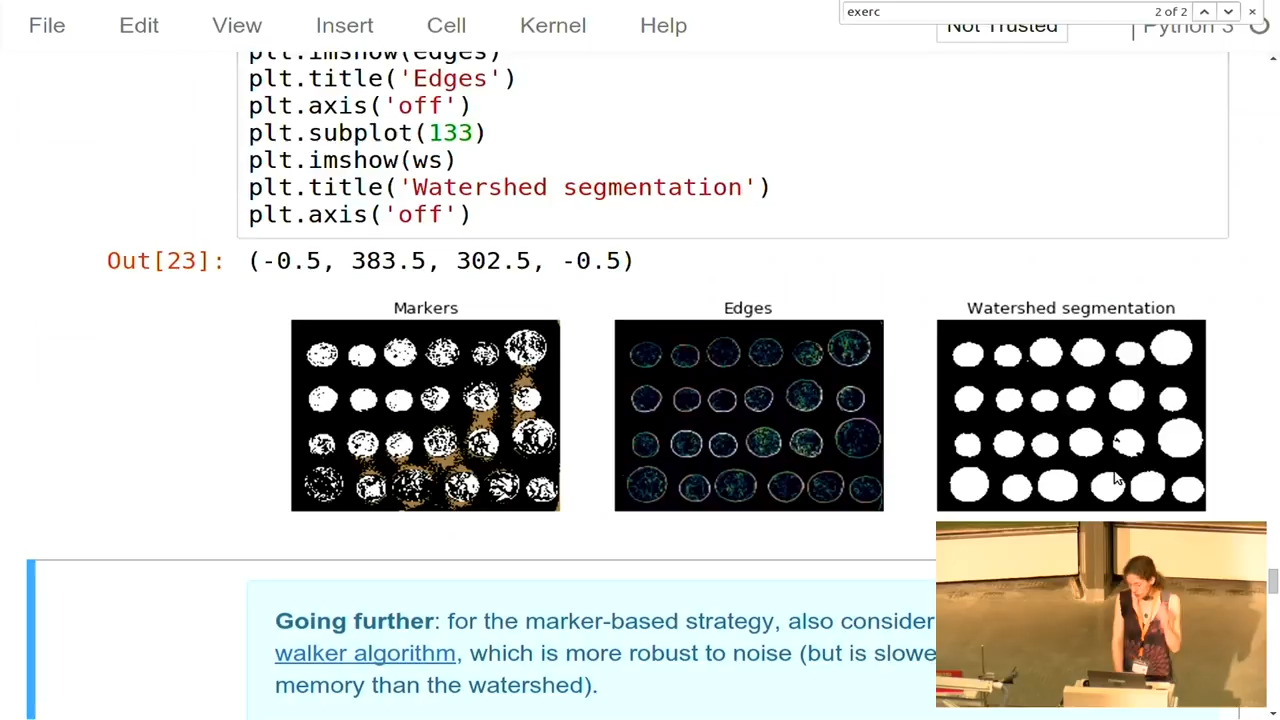 File Edit View Insert Cell Kernel Help
exerc 2 of 2
Not Trusted
Python 3
plt.imshow(edges)
plt.title('Edges')
plt.axis('off')
plt.subplot(133)
plt.imshow(ws)
plt.title('Watershed segmentation')
plt.axis('off')
Out[23]: (-0.5, 383.5, 302.5, -0.5)
Markers
Edges
Watershed segmentation
Going further: for the marker-based strategy, also consider
walker algorithm, which is more robust to noise (but is slowe
memory than the watershed).